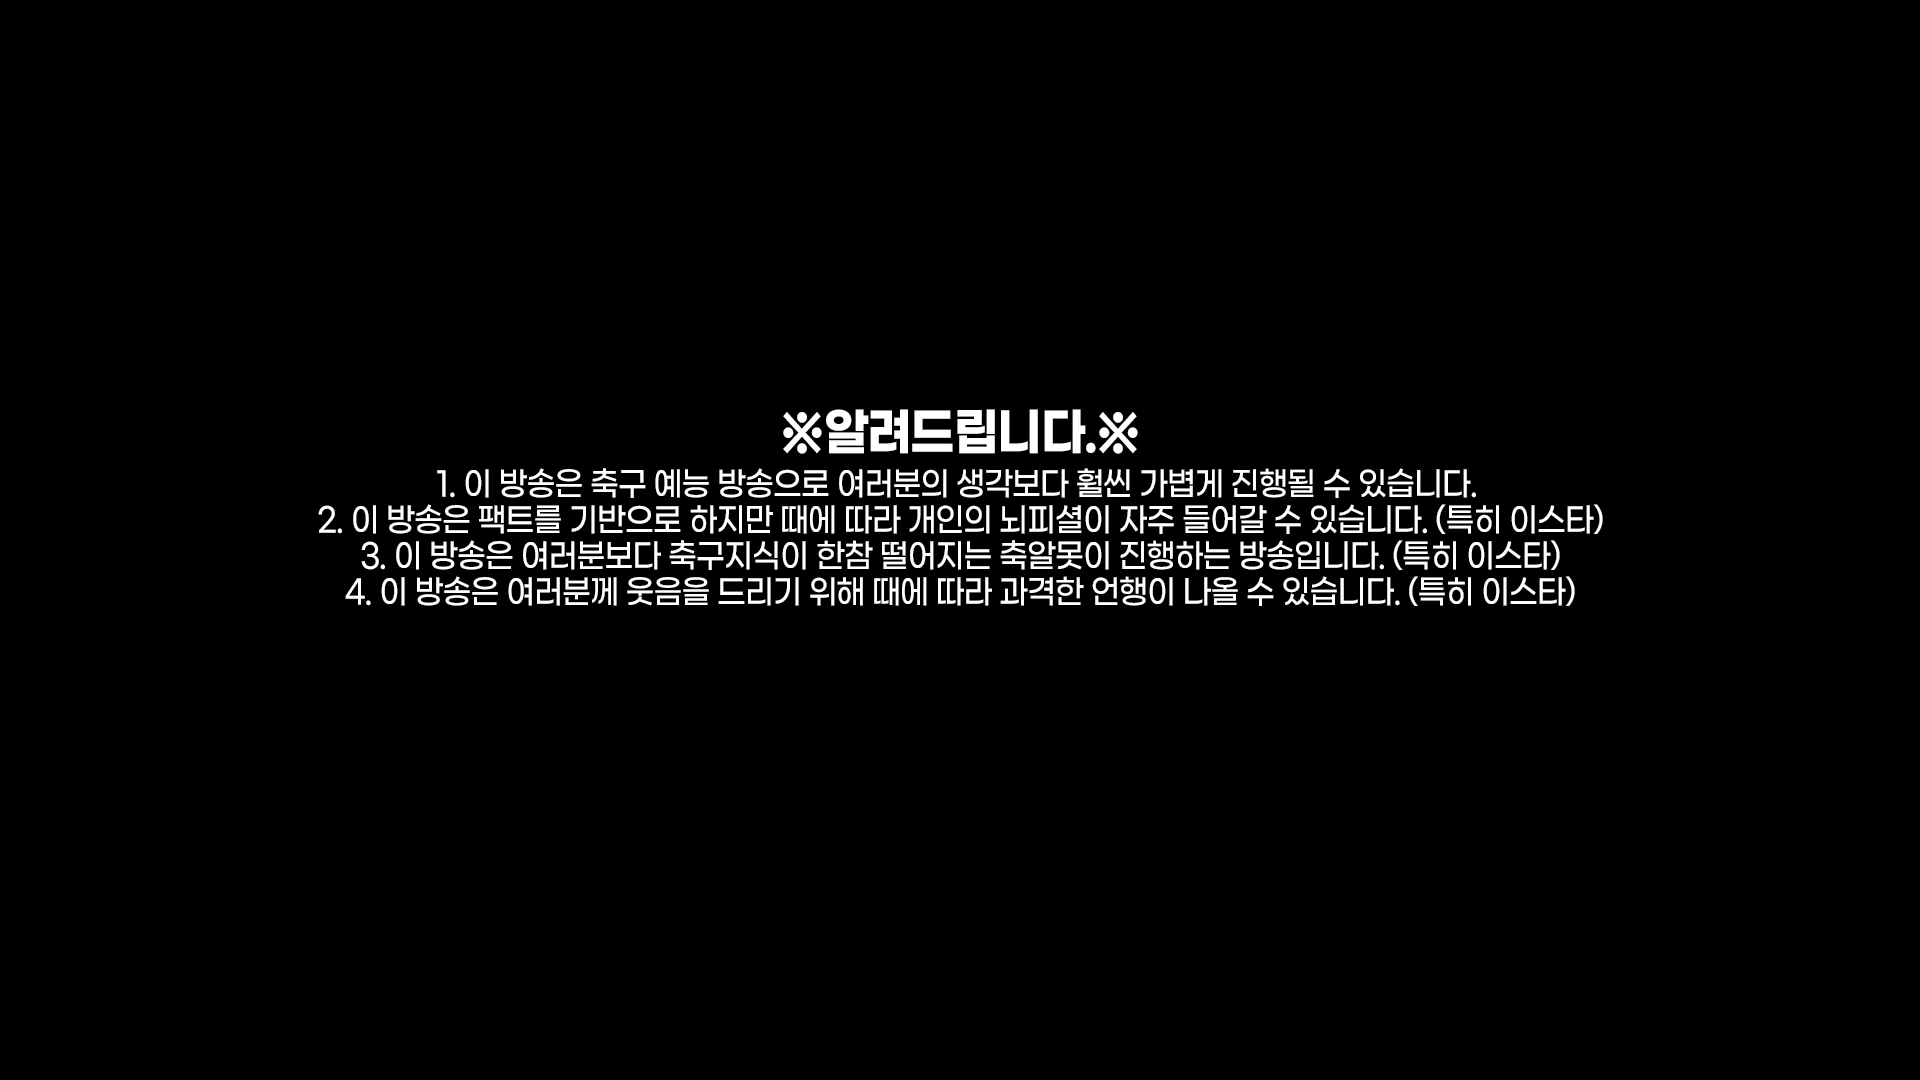 ※알려드립니다.※
1. 이 방송은 축구 예능 방송으로 여러분의 생각보다 훨씬 가볍게 진행될 수 있습니다.
2. 이 방송은 팩트를 기반으로 하지만 때에 따라 개인의 뇌피셜이 자주 들어갈 수 있습니다. (특히 이스타)
3. 이 방송은 여러분보다 축구지식이 한참 떨어지는 축알못이 진행하는 방송입니다. (특히 이스타)
4. 이 방송은 여러분께 웃음을 드리기 위해 때에 따라 과격한 언행이 나올 수 있습니다. (특히 이스타)